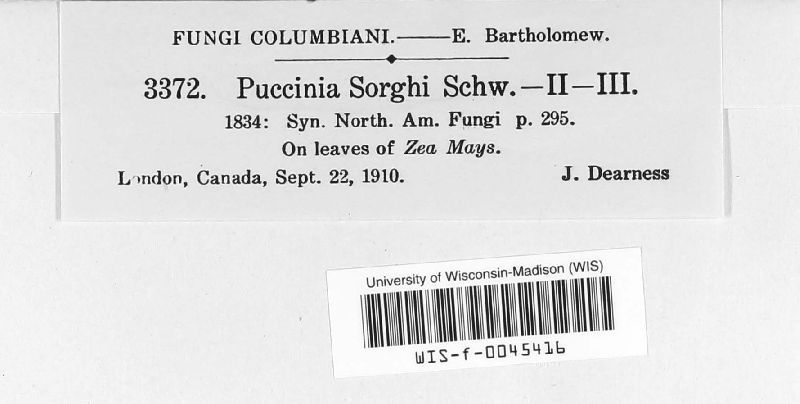 FUNGI COLUMBIANI.——E. Bartholomew.
3372. Puccinia Sorghi Schw.—II—III.
1834: Syn. North. Am. Fungi p. 295.
On leaves of Zea Mays.
London, Canada, Sept. 22, 1910. J. Dearness
University of Wisconsin-Madison (WIS)
WIS-f-0045416